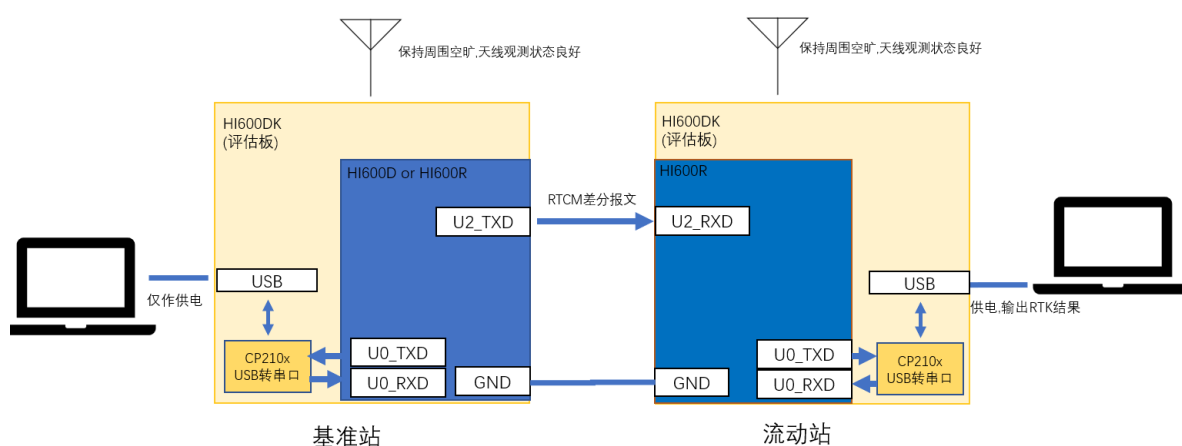 保持周围空旷,天线观测状态良好
保持周围空旷,天线观测状态良好
HI600DK
(评估板)
HI600D or HI600R
U2_TXD
RTCM差分报文
HI600DK
(评估板)
HI600R
U2_RXD
USB
仅作供电
CP210x
USB转串口
U0_TXD
U0_RXD
GND
GND
USB
供电,输出RTK结果
U0_TXD
U0_RXD
CP210x
USB转串口
基准站
流动站